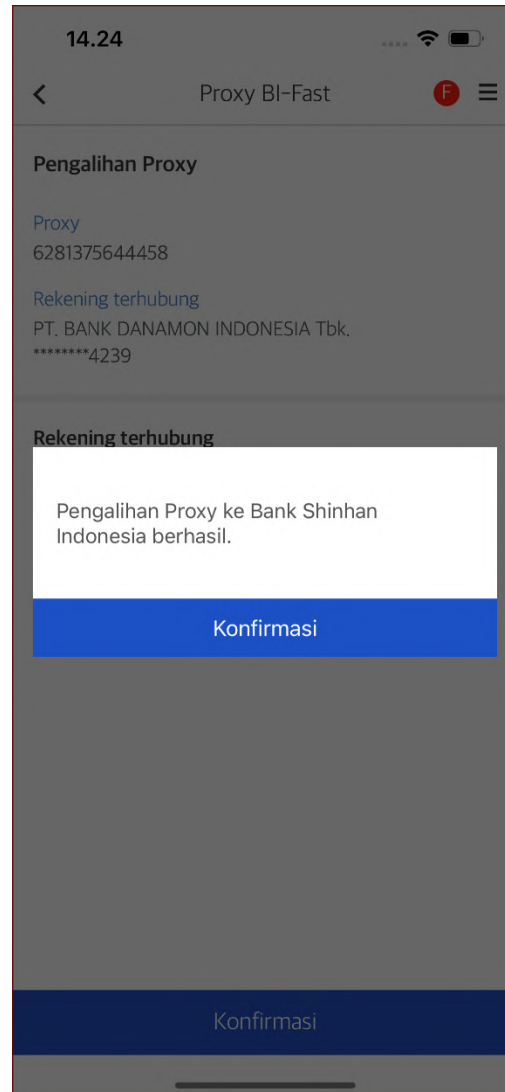 14.24
Proxy BI-Fast
F
Pengalihan Proxy
Proxy
6281375644458
Rekening terhubung
PT. BANK DANAMON INDONESIA Tbk.
********4239
Rekening terhubung
Pengalihan Proxy ke Bank Shinhan
Indonesia berhasil.
Konfirmasi
Konfirmasi